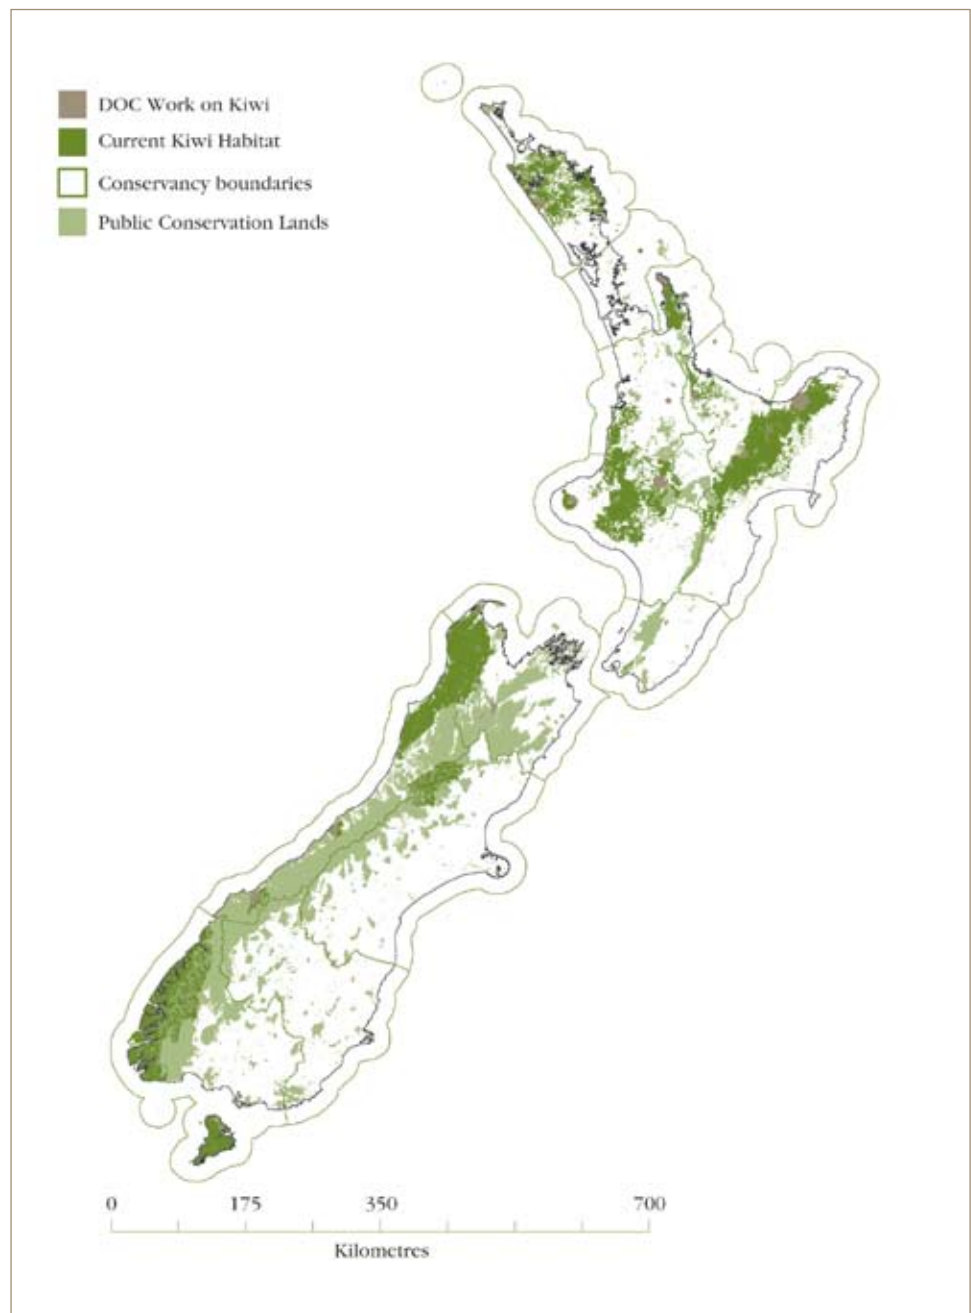 DOC Work on Kiwi
Current Kiwi Habitat
Conservancy boundaries
Public Conservation Lands
0 175 350 700
Kilometres